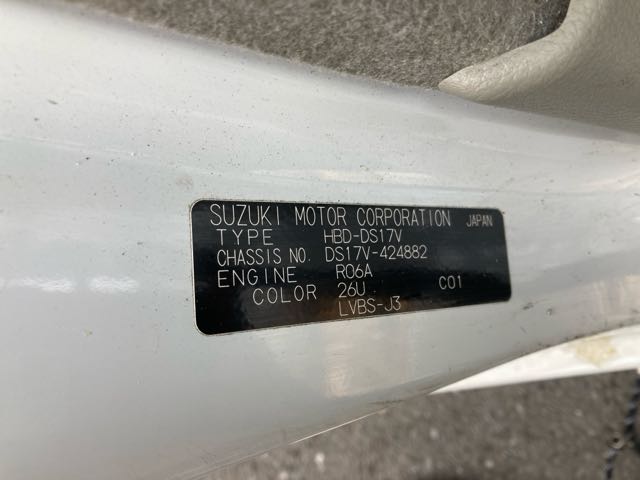 SUZUKI MOTOR CORPORATION JAPAN
TYPE HBD-DS17V
CHASSIS NO. DS17V-424882
ENGINE R06A
COLOR 26U C01
LVBS-J3